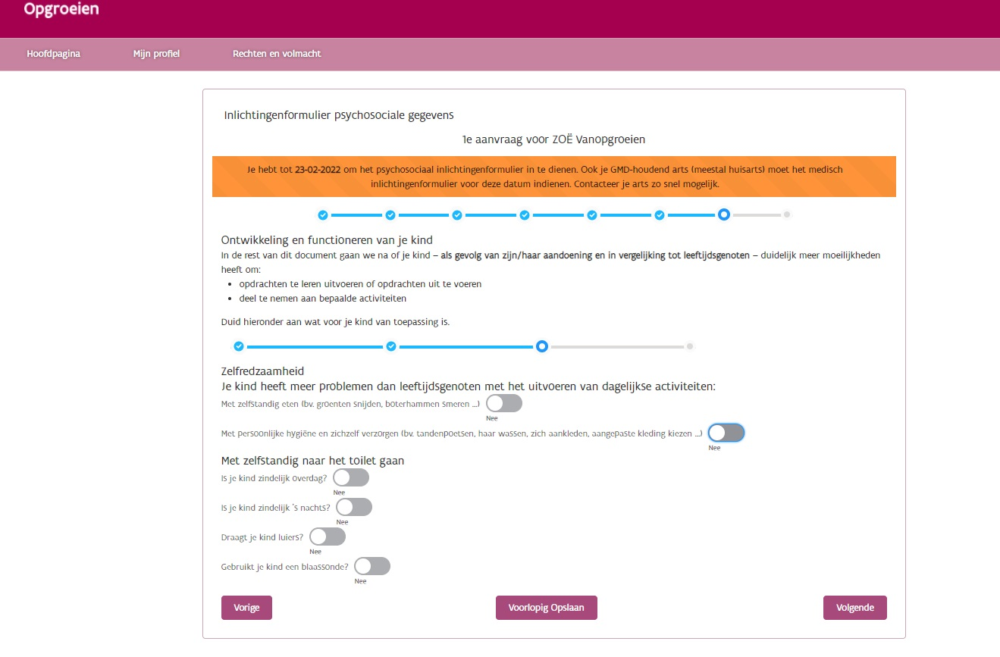 Opgroeien
Hoofdpagina Mijn profiel Rechten en volmacht
Inlichtingenformulier psychosociale gegevens
1e aanvraag voor ZOË Vanopgroeien
Je hebt tot 23-02-2022 om het psychosociaal inlichtingenformulier in te dienen. Ook je GMD-houdend arts (meestal huisarts) moet het medisch
inlichtingenformulier voor deze datum indienen. Contacteer je arts zo snel mogelijk.
Ontwikkeling en functioneren van je kind
In de rest van dit document gaan we na of je kind – als gevolg van zijn/haar aandoening en in vergelijking tot leeftijdsgenoten – duidelijk meer moeilijkheden
heeft om:
• opdrachten te leren uitvoeren of opdrachten uit te voeren
• deel te nemen aan bepaalde activiteiten
Duid hieronder aan wat voor je kind van toepassing is.
Zelfredzaamheid
Je kind heeft meer problemen dan leeftijdsgenoten met het uitvoeren van dagelijkse activiteiten:
Met zelfstandig eten (bv. groenten snijden, boterhammen smeren ...)
Nee
Met persoonlijke hygiëne en zichzelf verzorgen (bv. tandenpoetsen, haar wassen, zich aankleden, aangepaste kleding kiezen ...)
Nee
Met zelfstandig naar het toilet gaan
Is je kind zindelijk overdag?
Nee
Is je kind zindelijk 's nachts?
Nee
Draagt je kind luiers?
Nee
Gebruikt je kind een blaassonde?
Nee
Vorige Voorlopig Opslaan Volgende